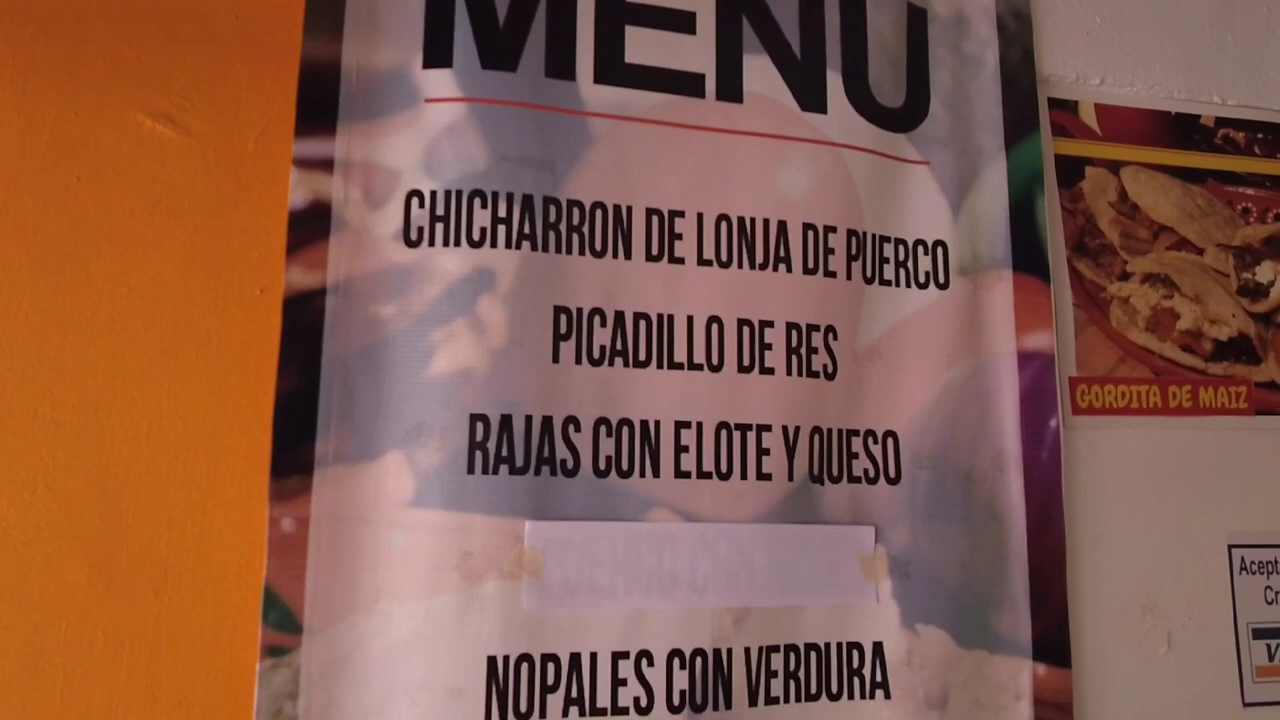 MENU
CHICHARRON DE LONJA DE PUERCO
PICADILLO DE RES
RAJAS CON ELOTE Y QUESO
NOPALES CON VERDURA
GORDITA DE MAIZ